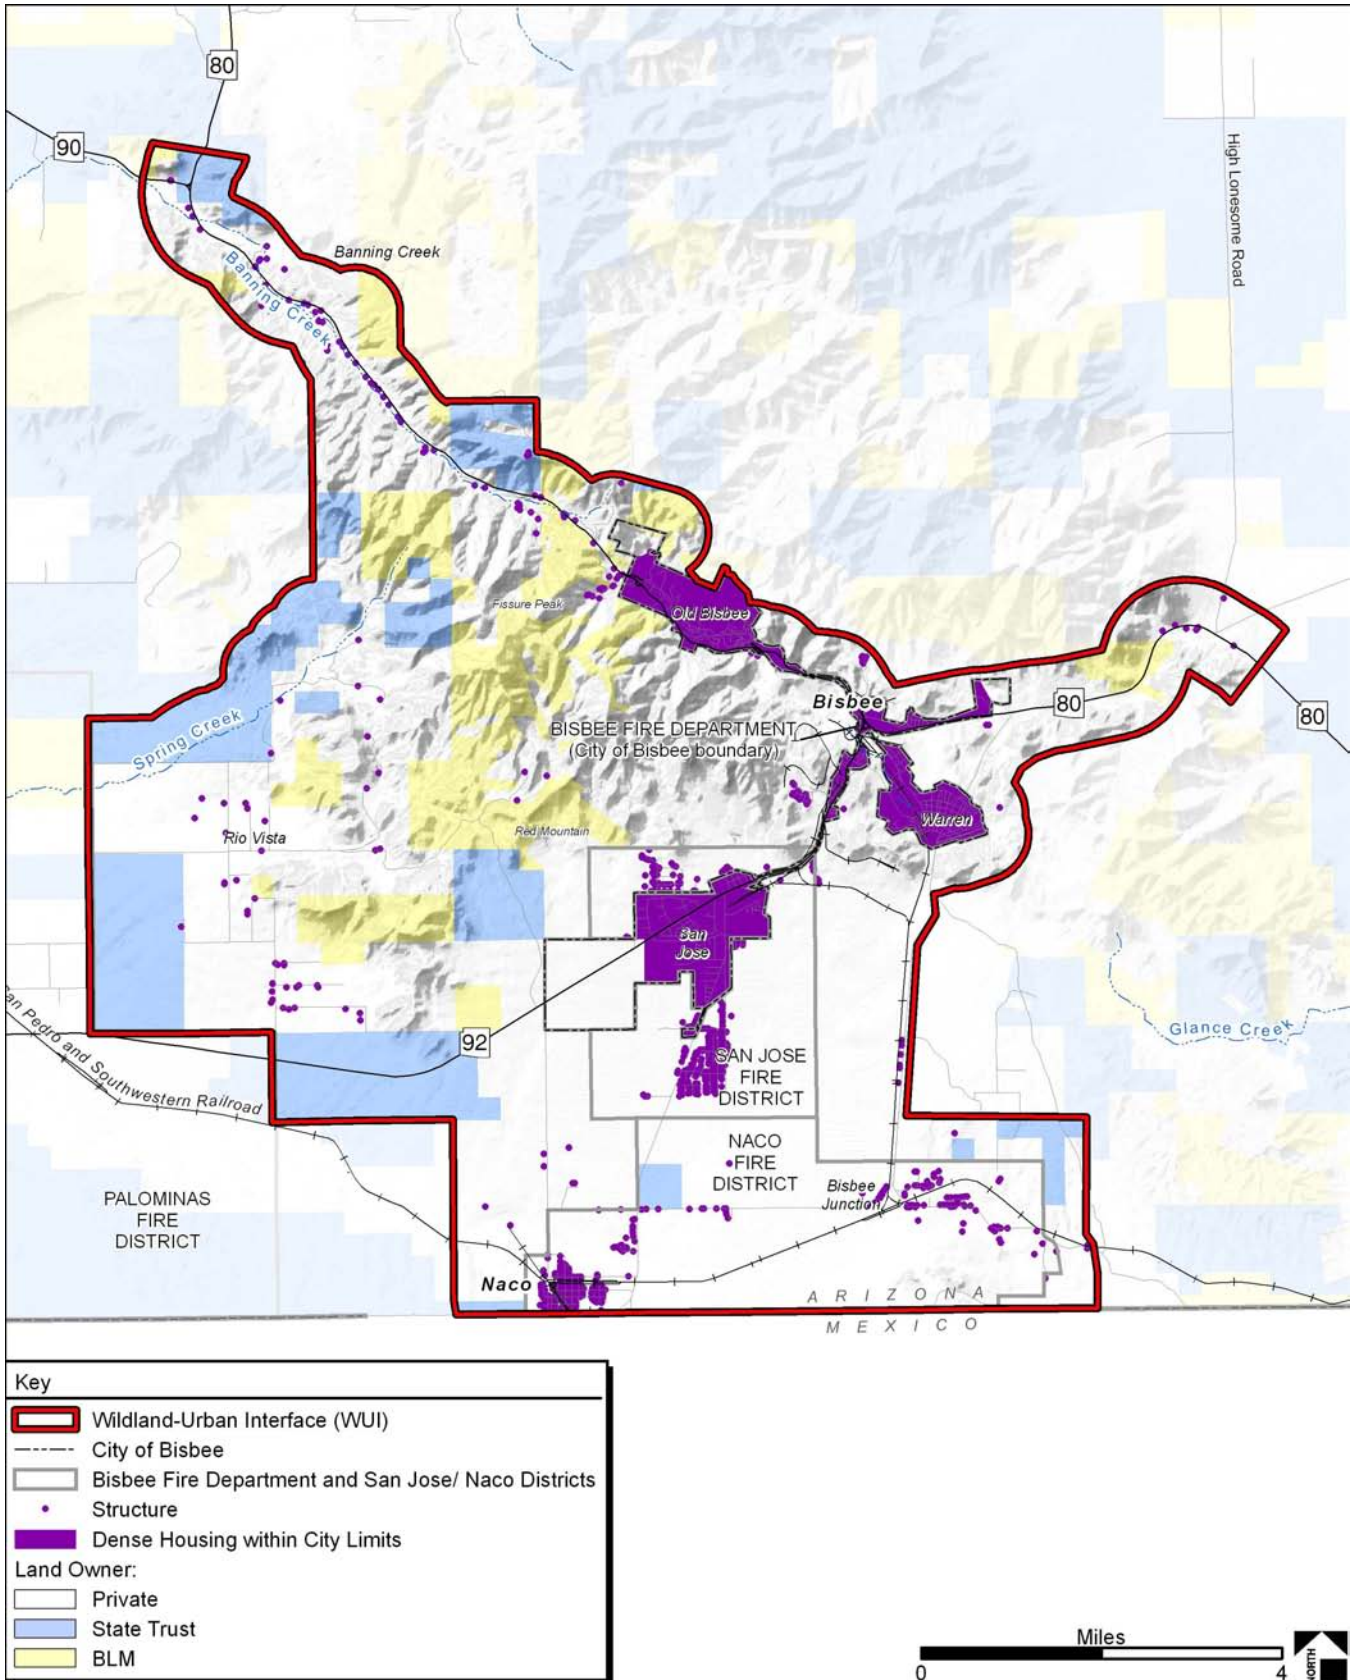 80
90
High Lonesome Road
Banning Creek
Banning Creek
Fissure Peak
Old Bisbee
Bisbee
80
80
BISBEE FIRE DEPARTMENT
(City of Bisbee boundary)
Spring Creek
Warren
Red Mountain
Rio Vista
San
Jose
Glance Creek
92
San Pedro and Southwestern Railroad
SAN JOSE
FIRE
DISTRICT
NACO
FIRE
DISTRICT
PALOMINAS
FIRE
DISTRICT
Bisbee
Junction
Naco
ARIZONA
MEXICO
Key
Wildland-Urban Interface (WUI)
City of Bisbee
Bisbee Fire Department and San Jose/ Naco Districts
Structure
Dense Housing within City Limits
Land Owner:
Private
State Trust
BLM
Miles
0 4
NORTH